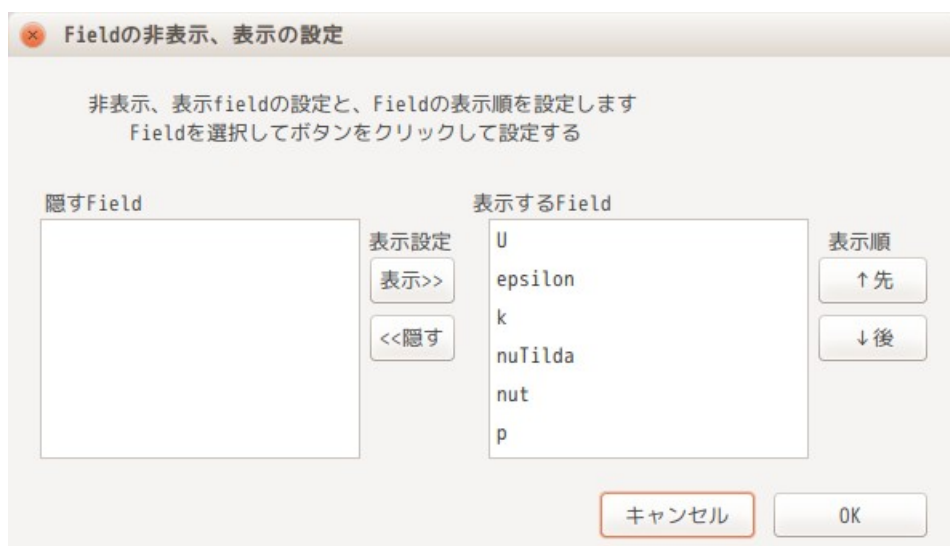 Fieldの非表示、表示の設定
非表示、表示fieldの設定と、Fieldの表示順を設定します
Fieldを選択してボタンをクリックして設定する
隠すField
表示するField
表示設定
表示>>
<<隠す
U
epsilon
k
nuTilda
nut
p
表示順
↑先
↓後
キャンセル
OK